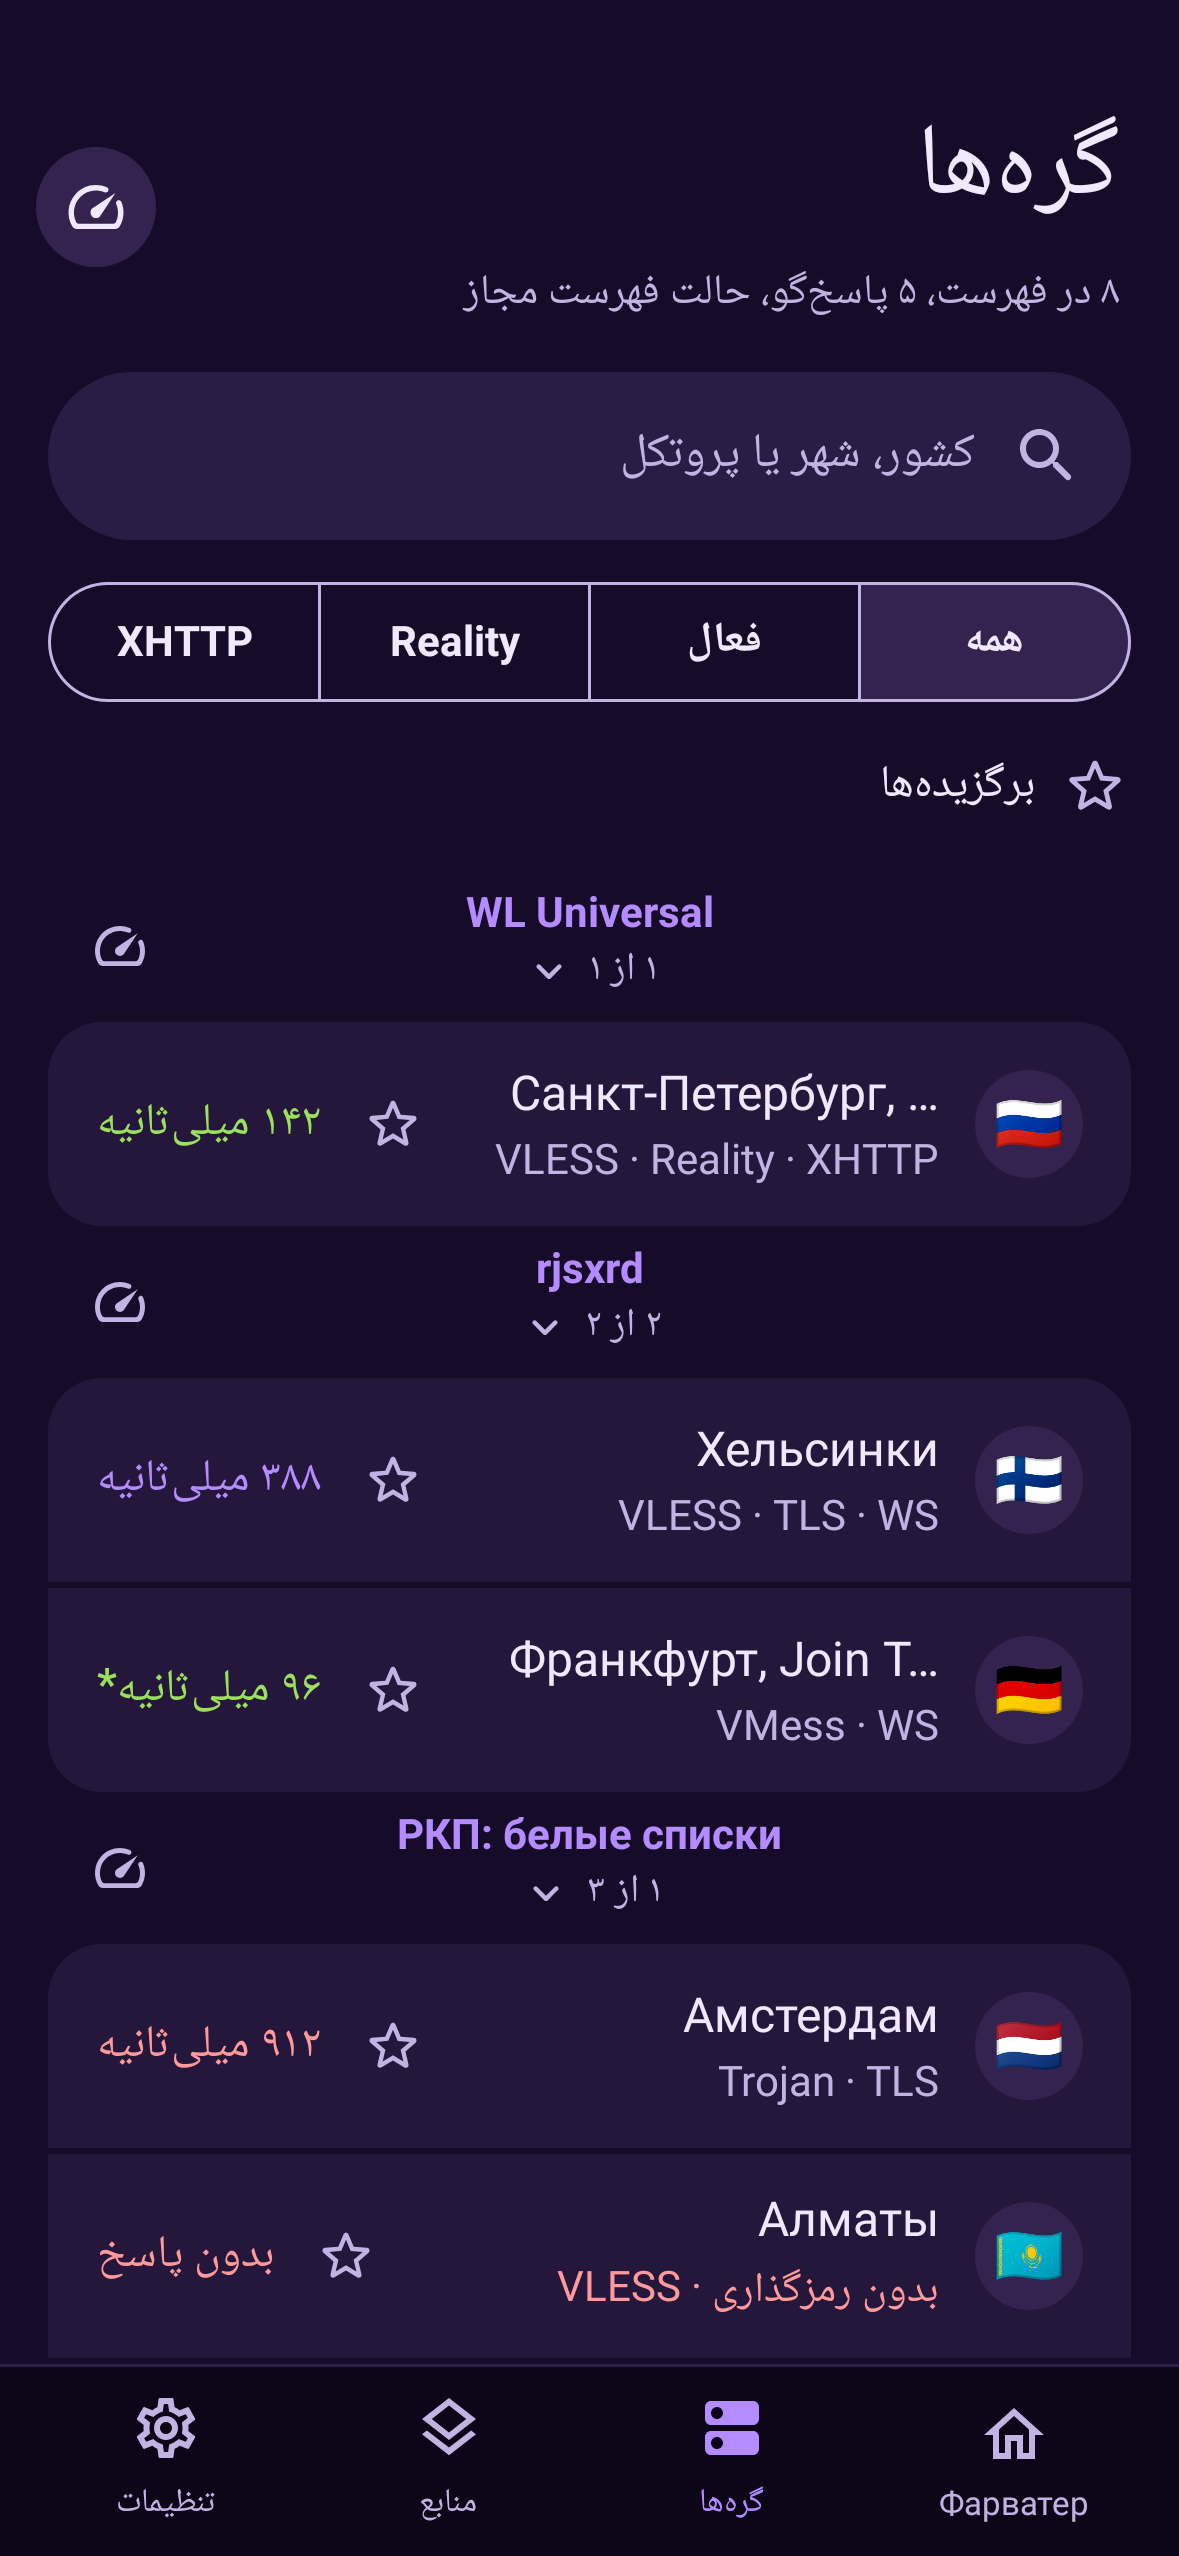 گره‌ها
۸ در فهرست، ۵ پاسخ‌گو، حالت فهرست مجاز
کشور، شهر یا پروتکل
همه
فعال
Reality
XHTTP
برگزیده‌ها
WL Universal
۱ از ۱
Санкт-Петербург, …
VLESS · Reality · XHTTP
۱۴۲ میلی‌ثانیه
rjsxrd
۲ از ۲
Хельсинки
VLESS · TLS · WS
۳۸۸ میلی‌ثانیه
Франкфурт, Join T…
VMess · WS
۹۶ میلی‌ثانیه*
РКП: белые списки
۱ از ۳
Амстердам
Trojan · TLS
۹۱۲ میلی‌ثانیه
Алматы
بدون رمزگذاری · VLESS
بدون پاسخ
Фарватер
گره‌ها
منابع
تنظیمات